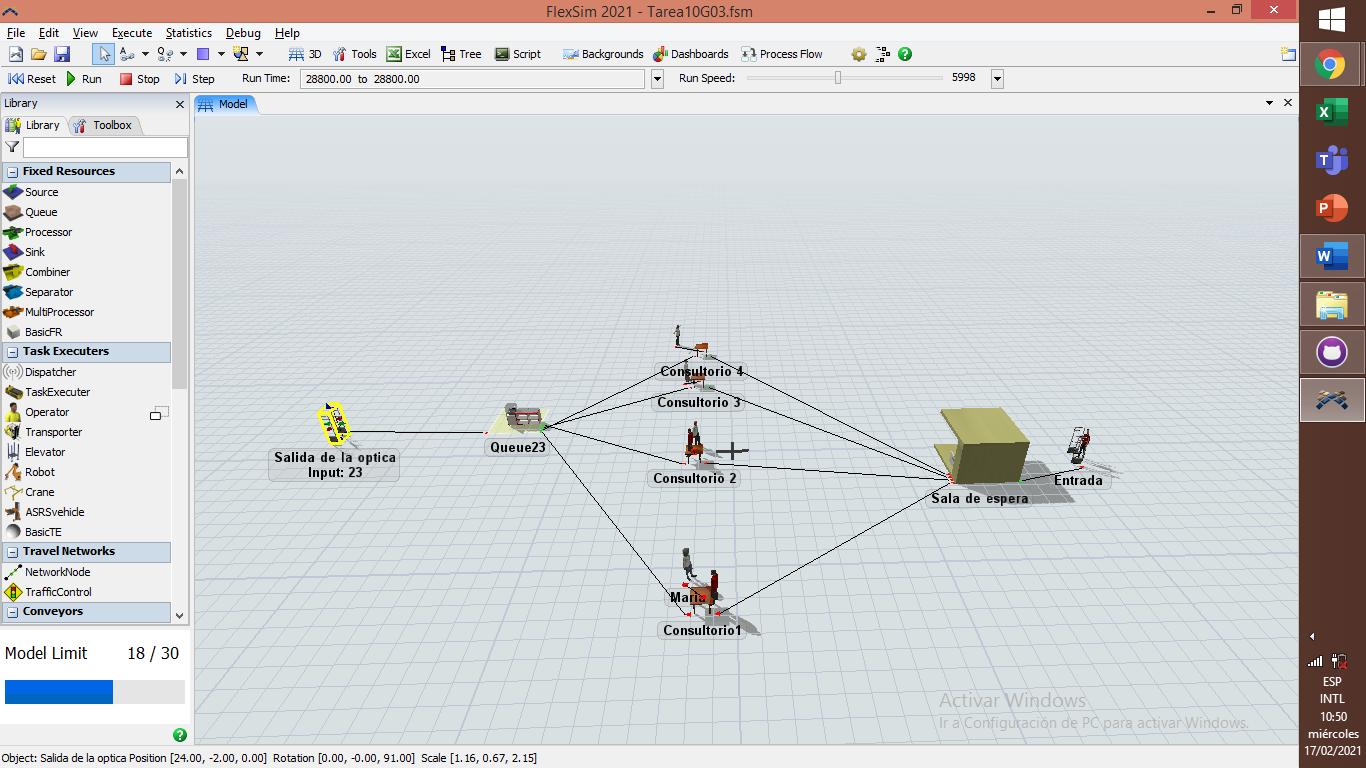 FlexSim 2021 - Tarea10G03.fsm
File Edit View Execute Statistics Debug Help
3D Tools Excel Tree Script Backgrounds Dashboards Process Flow
Reset Run Stop Step Run Time: 28800.00 to 28800.00 Run Speed: 5998
Library
Library Toolbox
Model
Fixed Resources
Source
Queue
Processor
Sink
Combiner
Separator
MultiProcessor
BasicFR
Task Executers
Dispatcher
TaskExecuter
Operator
Transporter
Elevator
Robot
Crane
ASRSvehicle
BasicTE
Travel Networks
NetworkNode
TrafficControl
Conveyors
Model Limit 18 / 30
Consultorio 4
Consultorio 3
Queue23
Salida de la optica
Input: 23
Consultorio 2
Entrada
Sala de espera
Maria
Consultorio1
Activar Windows
Ir a Configuración de PC para activar Windows.
Object: Salida de la optica Position [24.00, -2.00, 0.00] Rotation [0.00, -0.00, 91.00] Scale [1.16, 0.67, 2.15]
ESP
INTL
10:50
miércoles
17/02/2021